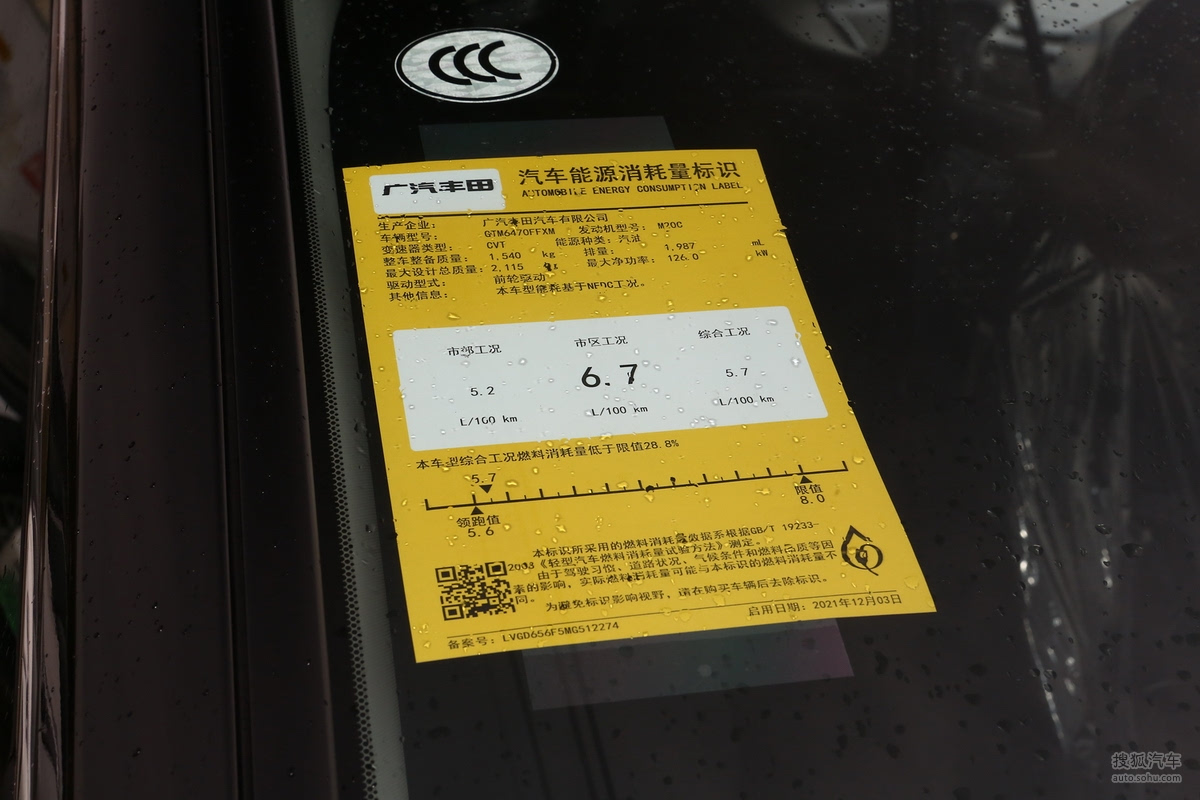 CCC
广汽丰田
汽车能源消耗量标识
AUTOMOBILE ENERGY CONSUMPTION LABEL
生产企业： 广汽丰田汽车有限公司
车辆型号： GTM6470FFXM 发动机型号： M20C
变速器类型： CVT 能源种类：汽油
整车整备质量： 1,540 kg 排量： 1,987 mL
最大设计总质量：2,115 kg 最大净功率：126.0 kW
驱动型式： 前轮驱动
其他信息： 本车型能耗基于NEDC工况。
市郊工况 市区工况 综合工况
5.2 6.7 5.7
L/100 km L/100 km L/100 km
本车型综合工况燃料消耗量低于限值28.8%
5.7
领跑值 限值
5.6 8.0
本标识所采用的燃料消耗量数据系根据GB/T 19233-
2008《轻型汽车燃料消耗量试验方法》测定。
由于驾驶习惯、道路状况、气候条件和燃料品质等因
素的影响，实际燃料消耗量可能与本标识的燃料消耗量不
同。
为避免标识影响视野，请在购买车辆后去除标识。
备案号：LVGD656F5MG512274 启用日期：2021年12月03日
搜狐汽车
auto.sohu.com